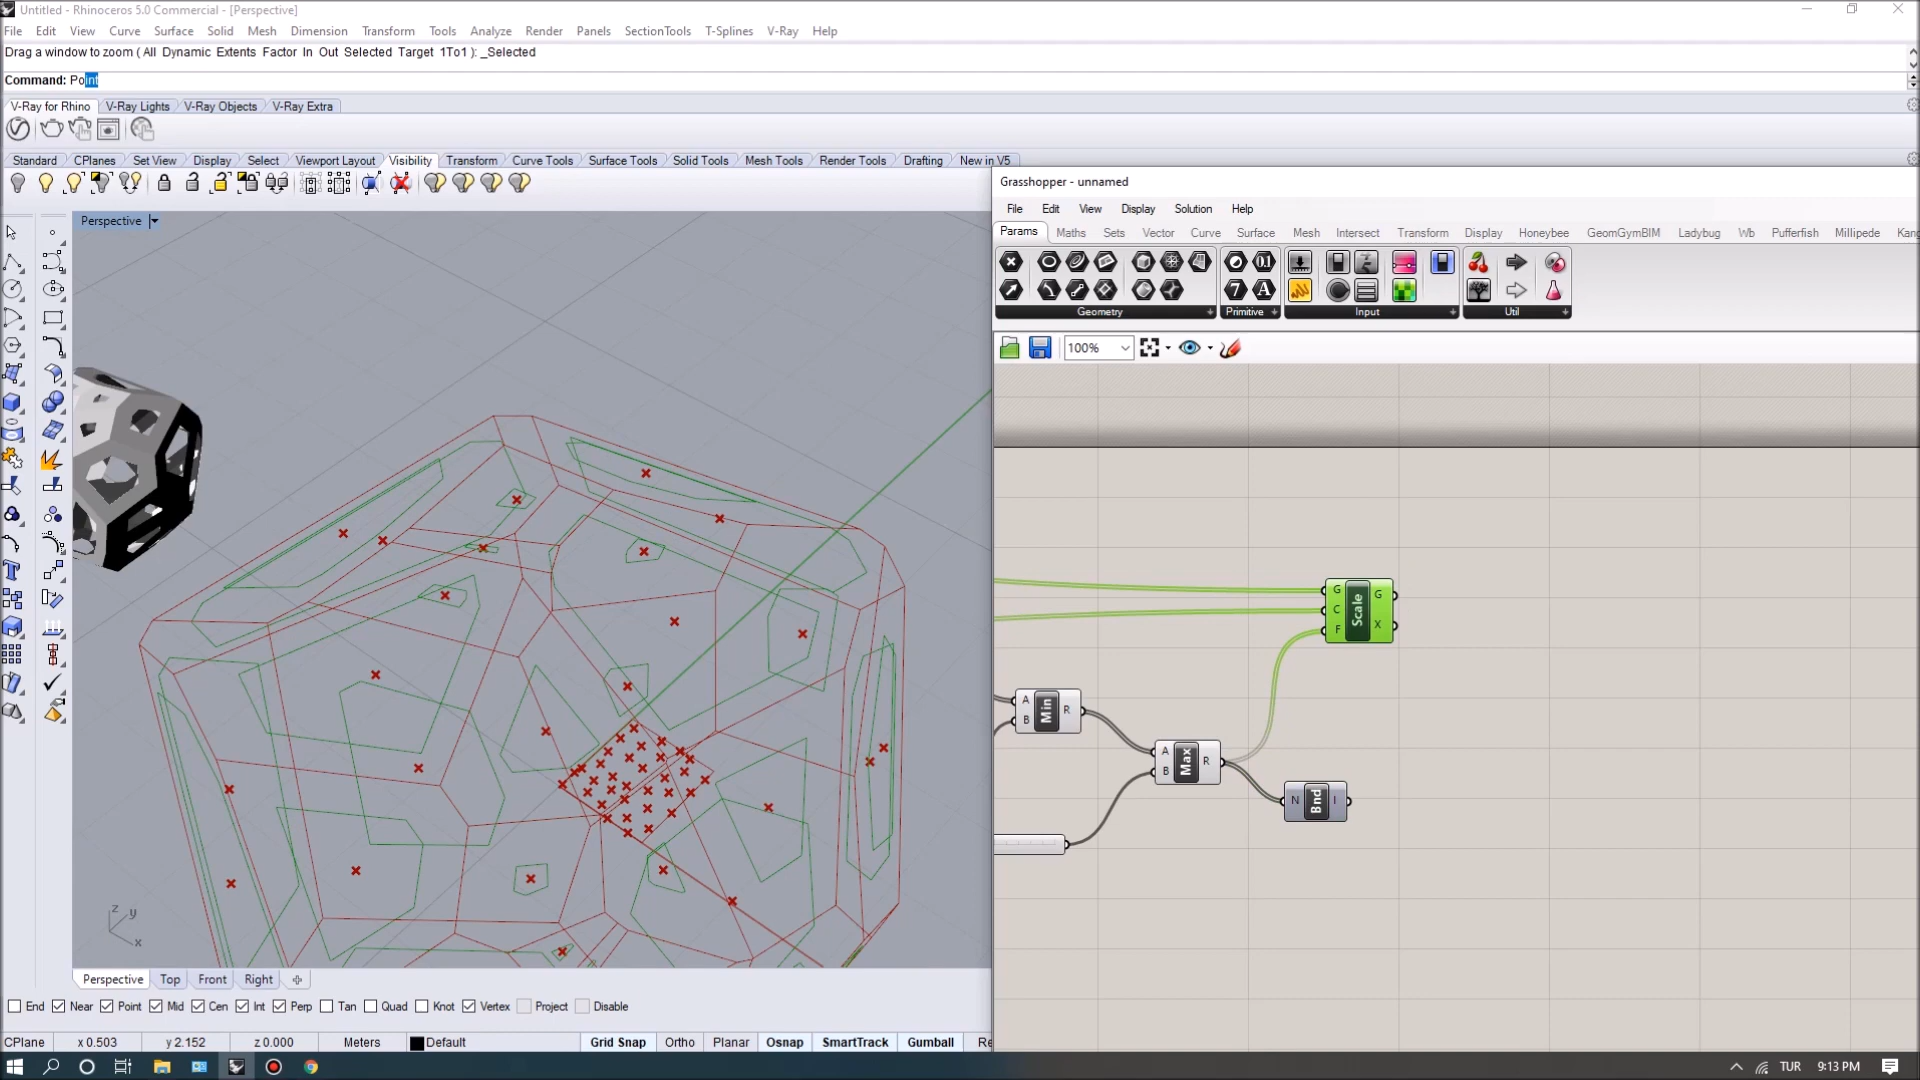 Untitled - Rhinoceros 5.0 Commercial - [Perspective]
File Edit View Curve Surface Solid Mesh Dimension Transform Tools Analyze Render Panels SectionTools T-Splines V-Ray Help
Drag a window to zoom ( All Dynamic Extents Factor In Out Selected Target 1To1 ): _Selected
Command: Point
V-Ray for Rhino V-Ray Lights V-Ray Objects V-Ray Extra
Standard CPlanes Set View Display Select Viewport Layout Visibility Transform Curve Tools Surface Tools Solid Tools Mesh Tools Render Tools Drafting New in V5
Grasshopper - unnamed
File Edit View Display Solution Help
Params Maths Sets Vector Curve Surface Mesh Intersect Transform Display Honeybee GeomGymBIM Ladybug Wb Pufferfish Millipede Kang
Geometry Primitive Input Util
100%
Perspective
G C F Scale G X
A B Min R
A B Max R
N Bnd I
z y x
Perspective Top Front Right
End Near Point Mid Cen Int Perp Tan Quad Knot Vertex Project Disable
CPlane x 0.503 y 2.152 z 0.000 Meters Default Grid Snap Ortho Planar Osnap SmartTrack Gumball Re
TUR 9:13 PM